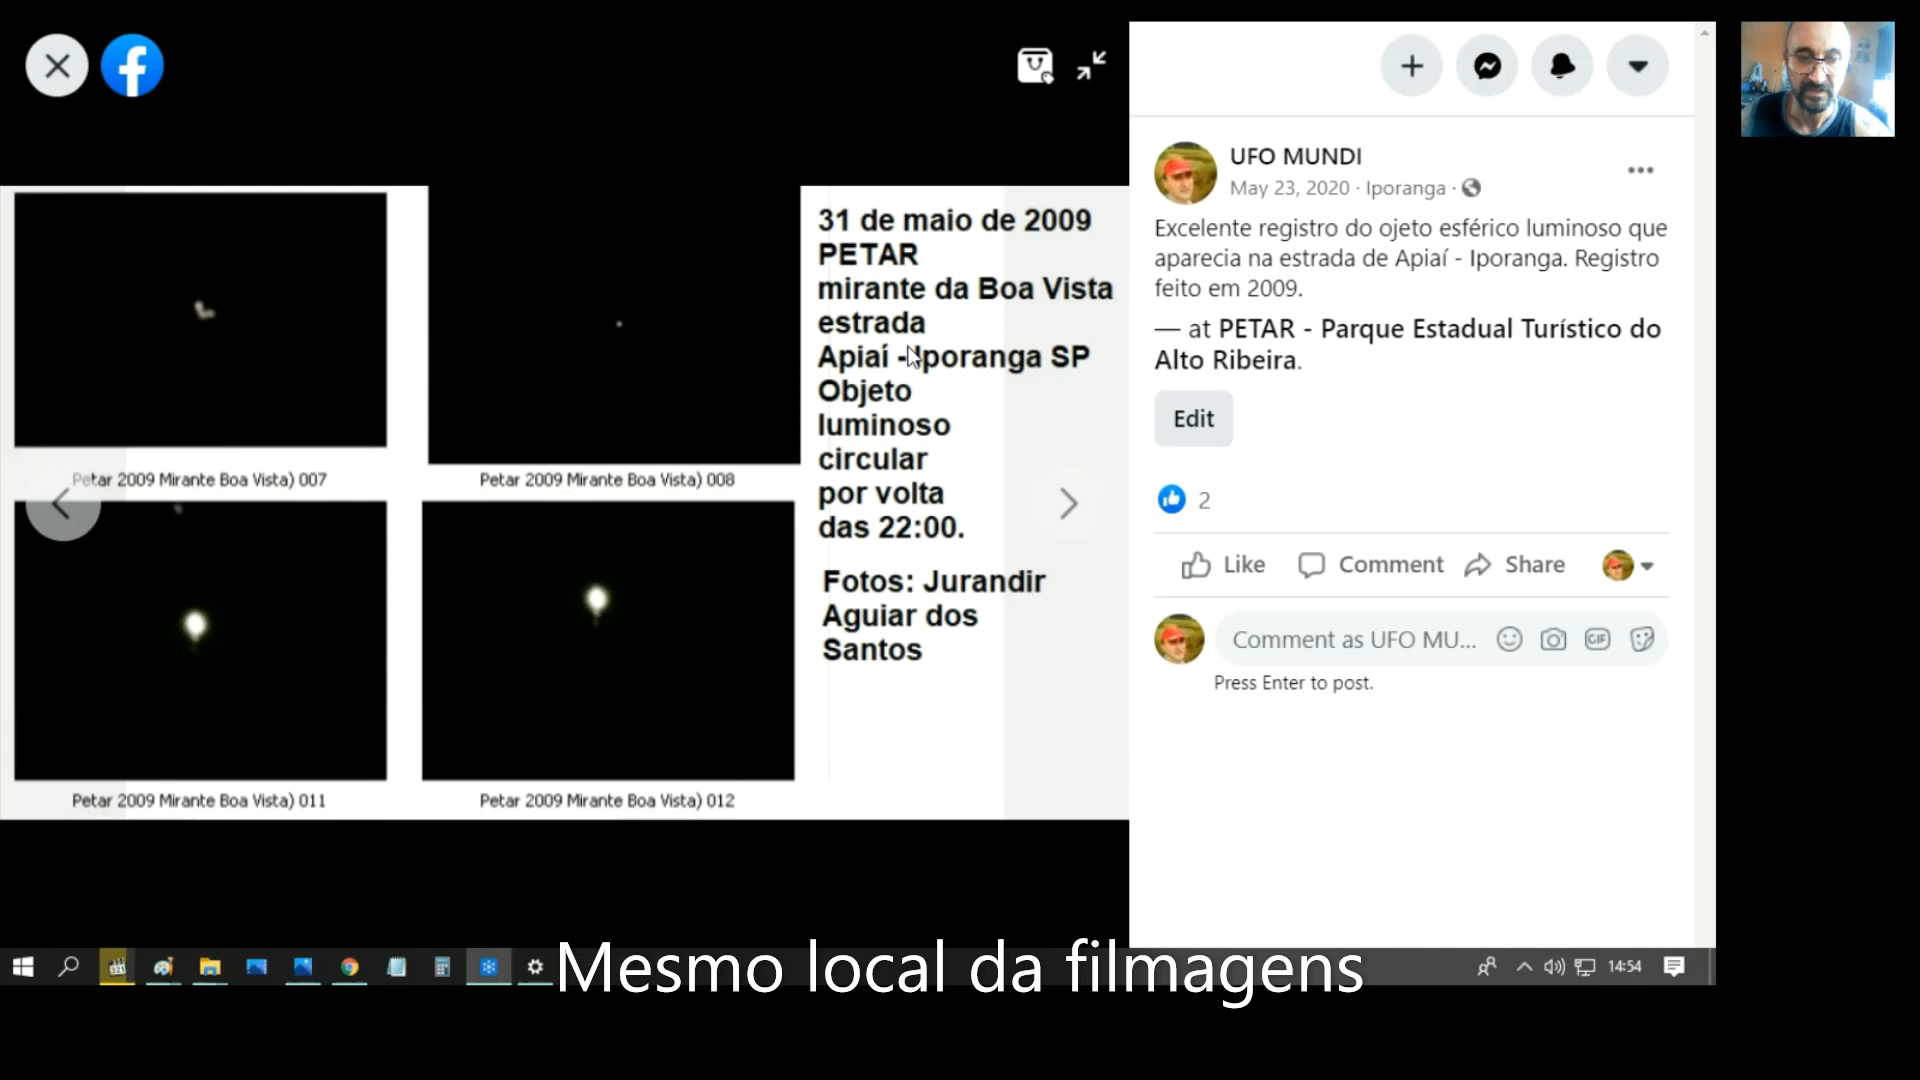 Petar 2009 Mirante Boa Vista) 007
Petar 2009 Mirante Boa Vista) 008
Petar 2009 Mirante Boa Vista) 011
Petar 2009 Mirante Boa Vista) 012
31 de maio de 2009
PETAR
mirante da Boa Vista
estrada
Apiaí - Iporanga SP
Objeto
luminoso
circular
por volta
das 22:00.
Fotos: Jurandir
Aguiar dos
Santos
UFO MUNDI
May 23, 2020 · Iporanga ·
Excelente registro do ojeto esférico luminoso que
aparecia na estrada de Apiaí - Iporanga. Registro
feito em 2009.
— at PETAR - Parque Estadual Turístico do
Alto Ribeira.
Edit
2
Like Comment Share
Comment as UFO MU... GIF
Press Enter to post.
14:54
Mesmo local da filmagens